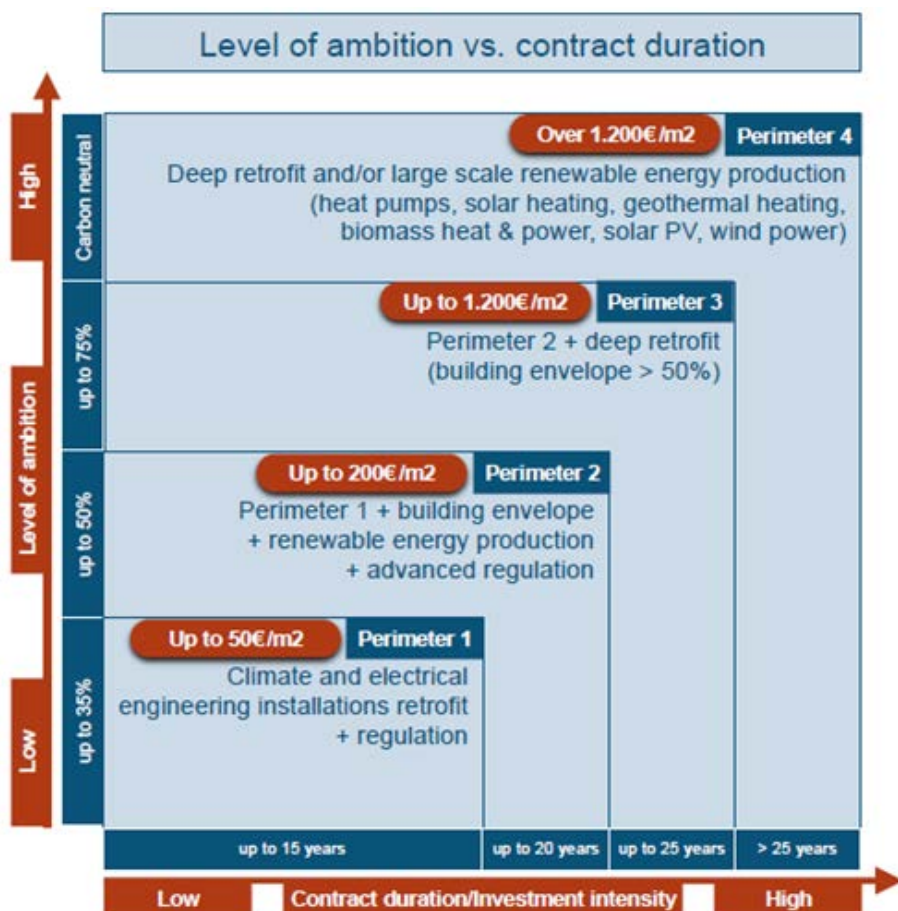 Level of ambition vs. contract duration
High
Level of ambition
Low
Carbon neutral
up to 75%
up to 50%
up to 35%
Over 1.200€/m2
Perimeter 4
Deep retrofit and/or large scale renewable energy production
(heat pumps, solar heating, geothermal heating,
biomass heat & power, solar PV, wind power)
Up to 1.200€/m2
Perimeter 3
Perimeter 2 + deep retrofit
(building envelope > 50%)
Up to 200€/m2
Perimeter 2
Perimeter 1 + building envelope
+ renewable energy production
+ advanced regulation
Up to 50€/m2
Perimeter 1
Climate and electrical
engineering installations retrofit
+ regulation
up to 15 years
up to 20 years
up to 25 years
> 25 years
Low
Contract duration/Investment intensity
High